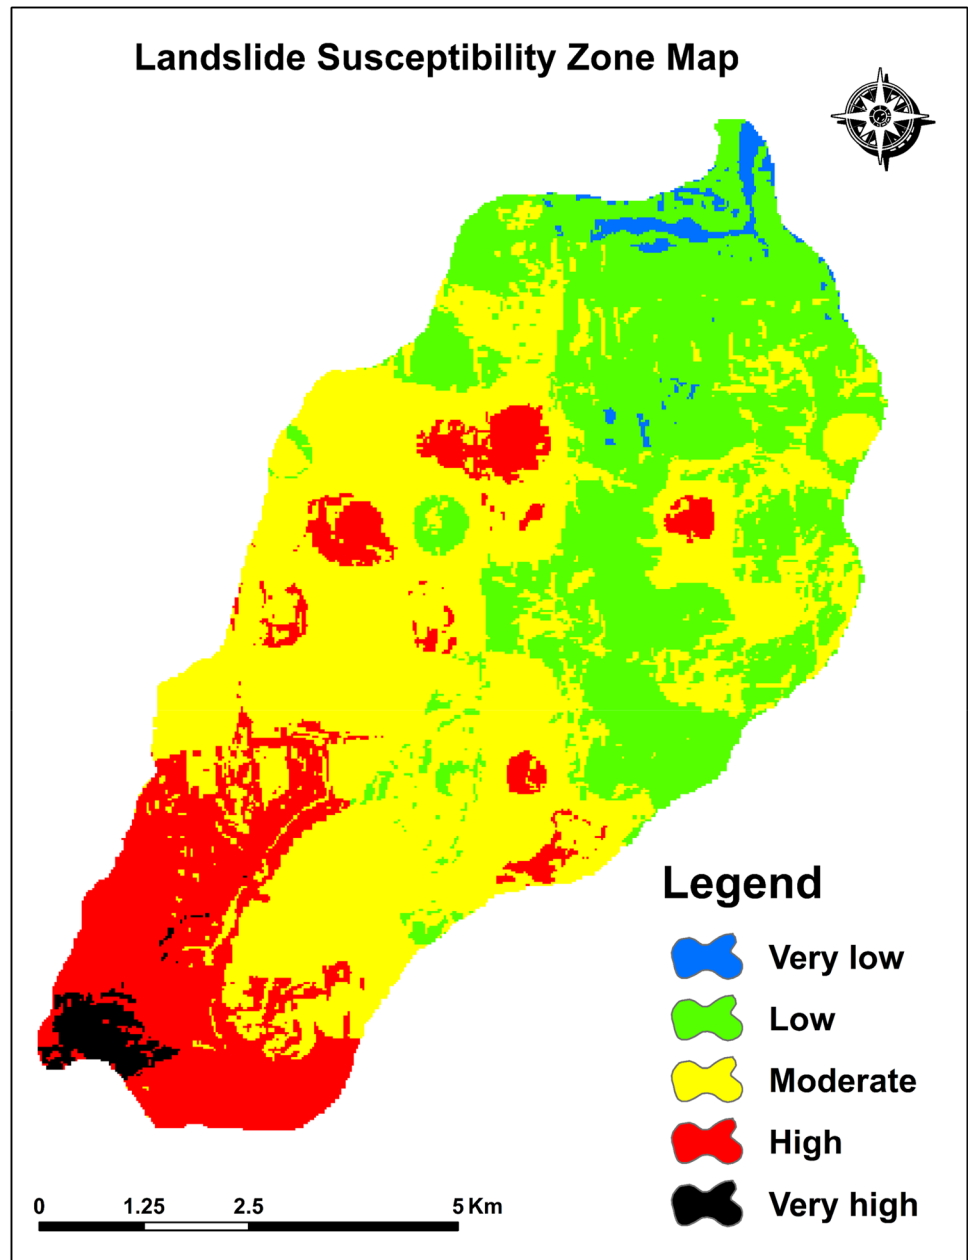 Landslide Susceptibility Zone Map
Legend
Very low
Low
Moderate
High
Very high
0 1.25 2.5 5 Km